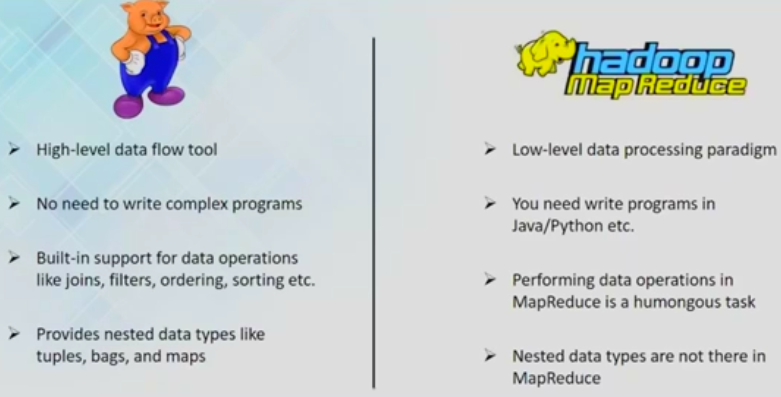 High-level data flow tool
No need to write complex programs
Built-in support for data operations
like joins, filters, ordering, sorting etc.
Provides nested data types like
tuples, bags, and maps
hadoop
Map Reduce
Low-level data processing paradigm
You need write programs in
Java/Python etc.
Performing data operations in
MapReduce is a humongous task
Nested data types are not there in
MapReduce